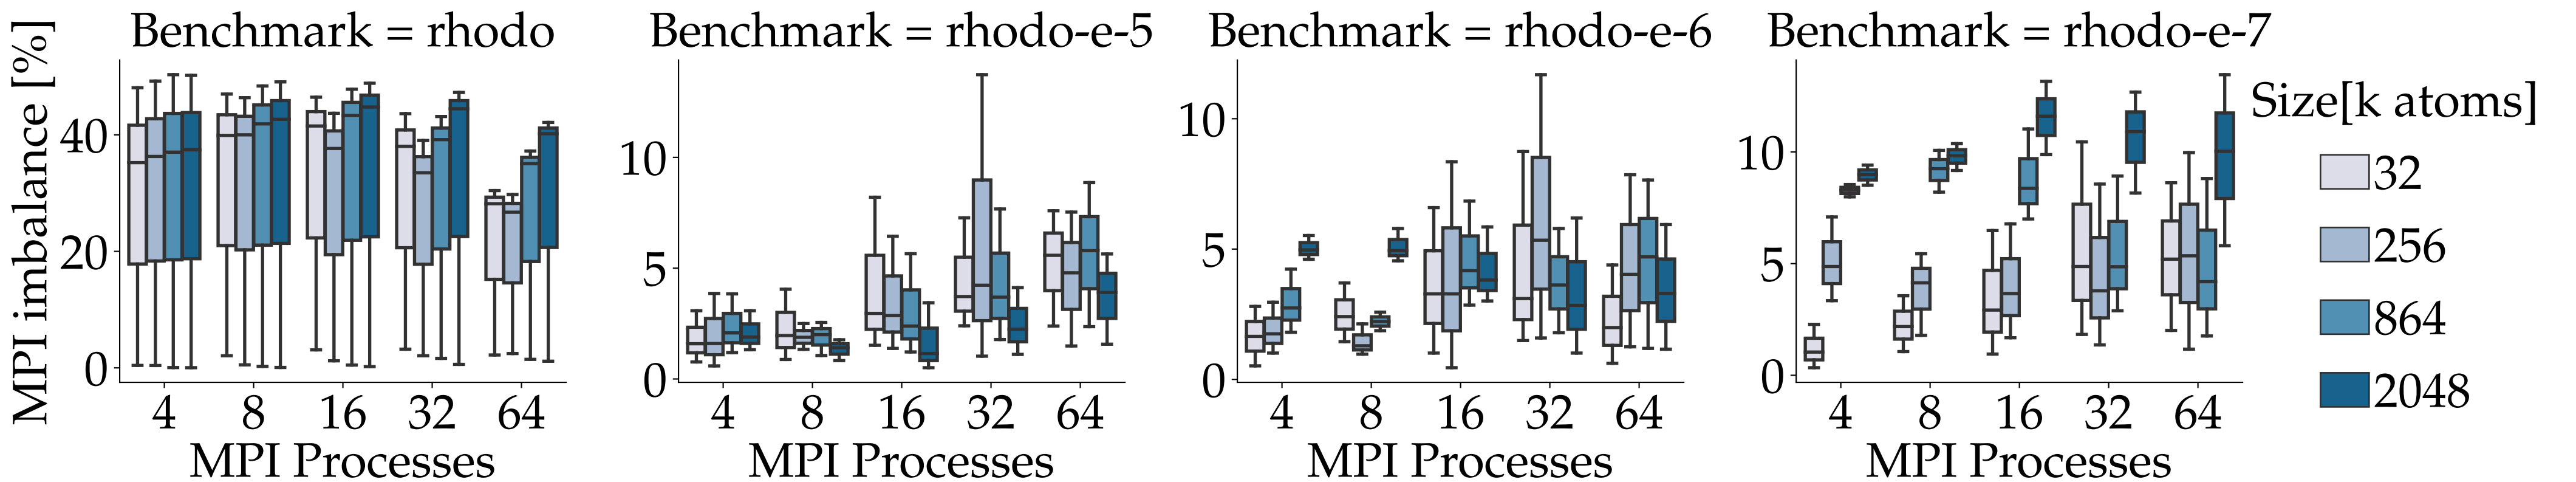 Benchmark = rhodo
Benchmark = rhodo-e-5
Benchmark = rhodo-e-6
Benchmark = rhodo-e-7
MPI imbalance [%]
40
20
0
10
5
0
10
5
0
10
5
0
4 8 16 32 64
4 8 16 32 64
4 8 16 32 64
4 8 16 32 64
MPI Processes
MPI Processes
MPI Processes
MPI Processes
Size[k atoms]
32
256
864
2048